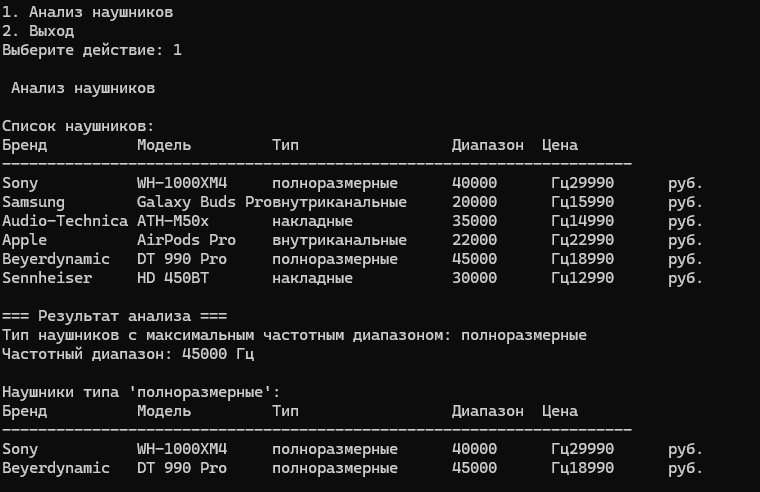 1. Анализ наушников
2. Выход
Выберите действие: 1
Анализ наушников
Список наушников:
Бренд Модель Тип Диапазон Цена
----------------------------------------------------------------------
Sony WH-1000XM4 полноразмерные 40000 Гц29990 руб.
Samsung Galaxy Buds Proвнутриканальные 20000 Гц15990 руб.
Audio-Technica ATH-M50x накладные 35000 Гц14990 руб.
Apple AirPods Pro внутриканальные 22000 Гц22990 руб.
Beyerdynamic DT 990 Pro полноразмерные 45000 Гц18990 руб.
Sennheiser HD 450BT накладные 30000 Гц12990 руб.
=== Результат анализа ===
Тип наушников с максимальным частотным диапазоном: полноразмерные
Частотный диапазон: 45000 Гц
Наушники типа 'полноразмерные':
Бренд Модель Тип Диапазон Цена
----------------------------------------------------------------------
Sony WH-1000XM4 полноразмерные 40000 Гц29990 руб.
Beyerdynamic DT 990 Pro полноразмерные 45000 Гц18990 руб.